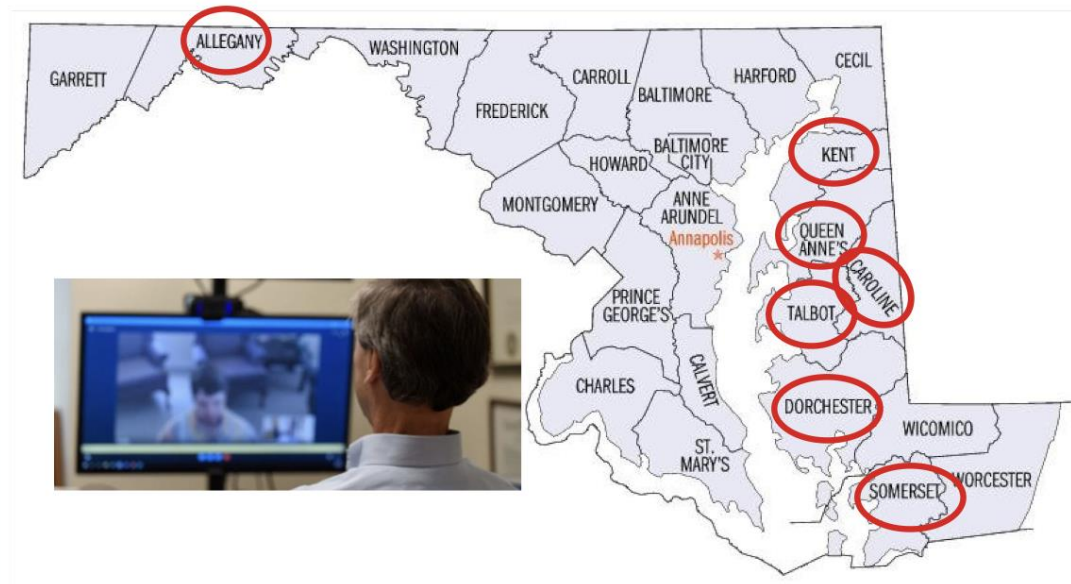 ALLEGANY
WASHINGTON
GARRETT
CARROLL
HARFORD
CECIL
BALTIMORE
FREDERICK
BALTIMORE
CITY
KENT
HOWARD
MONTGOMERY
ANNE
ARUNDEL
Annapolis
QUEEN
ANNE'S
CAROLINE
PRINCE
GEORGE'S
TALBOT
CALVERT
CHARLES
DORCHESTER
WICOMICO
ST.
MARY'S
SOMERSET
WORCESTER